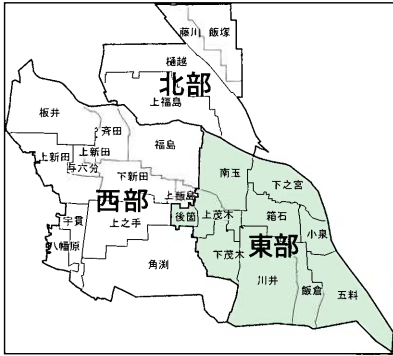 藤川 飯塚
樋越
北部
上福島
板井
斉田
福島
上新田
上新田
与六分
下新田
南玉
下之宮
西部
上飯島
後箇
上茂木
箱石
宇貫
上之手
小泉
東部
八幡原
角渕
下茂木
川井
飯倉
五料